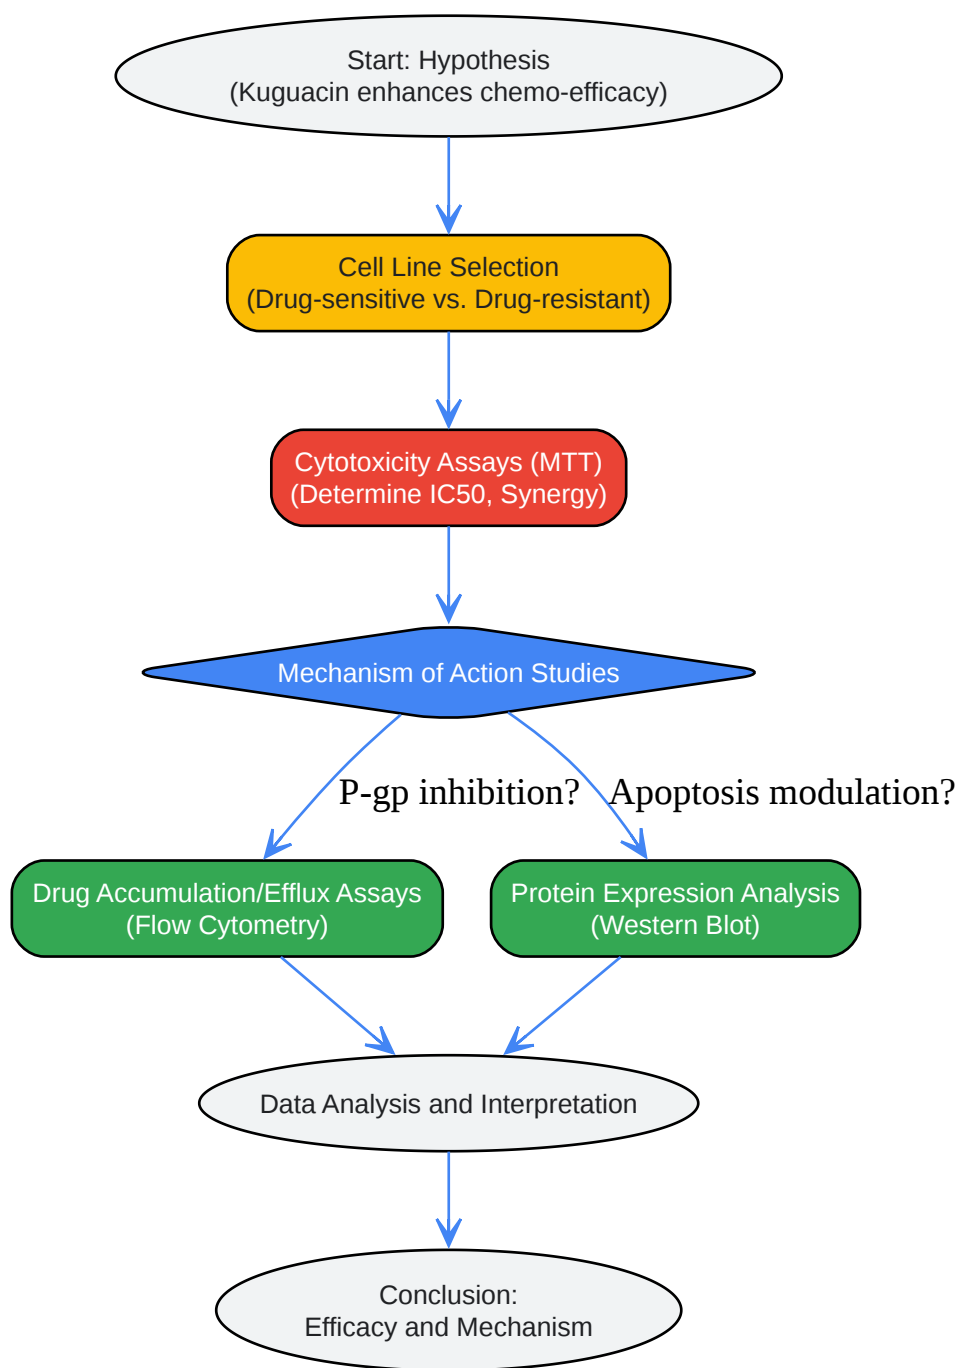 Start: Hypothesis
(Kuguacin enhances chemo-efficacy)
Cell Line Selection
(Drug-sensitive vs. Drug-resistant)
Cytotoxicity Assays (MTT)
(Determine IC50, Synergy)
Mechanism of Action Studies
P-gp inhibition?
Apoptosis modulation?
Drug Accumulation/Efflux Assays
(Flow Cytometry)
Protein Expression Analysis
(Western Blot)
Data Analysis and Interpretation
Conclusion:
Efficacy and Mechanism